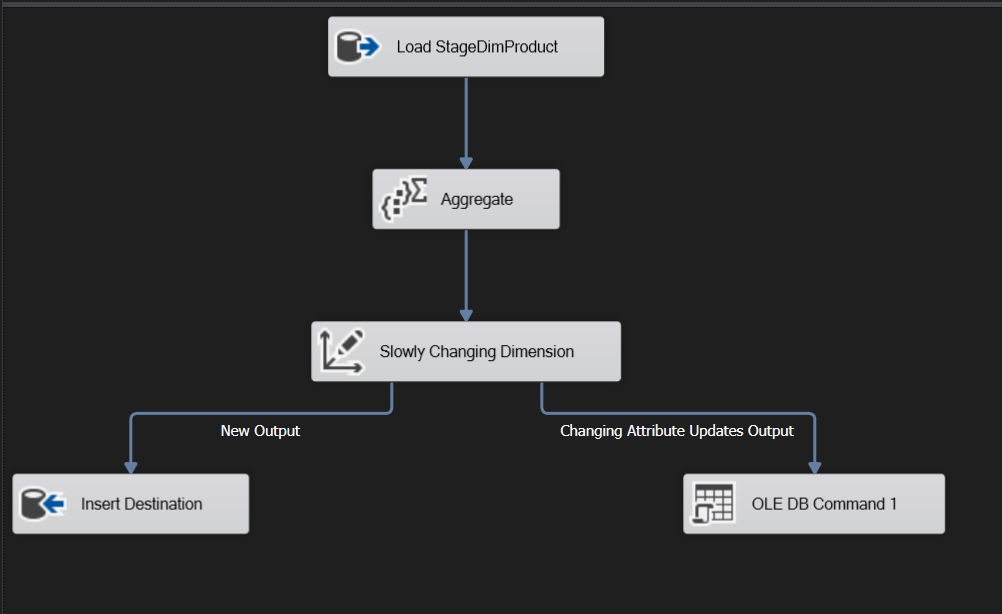 Load StageDimProduct
Aggregate
Slowly Changing Dimension
New Output
Changing Attribute Updates Output
Insert Destination
OLE DB Command 1